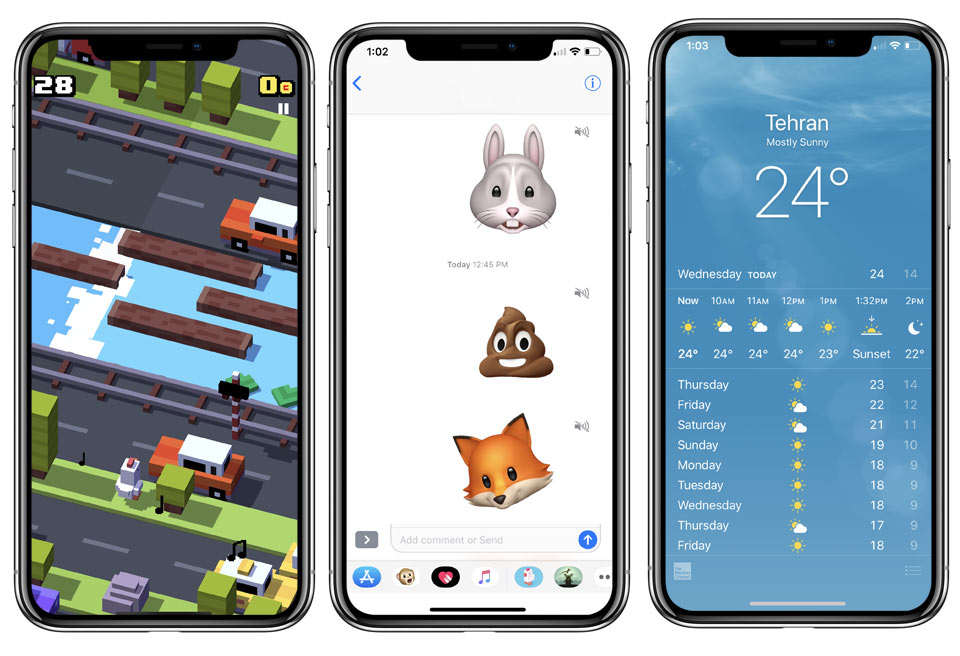 28
0 c
1:02
Today 12:45 PM
Add comment or Send
1:03
Tehran
Mostly Sunny
24°
Wednesday TODAY 24 14
Now 10AM 11AM 12PM 1PM 1:32PM 2PM
24° 24° 24° 24° 23° Sunset 22°
Thursday 23 14
Friday 22 12
Saturday 21 11
Sunday 19 10
Monday 18 9
Tuesday 18 9
Wednesday 18 9
Thursday 17 9
Friday 18 9